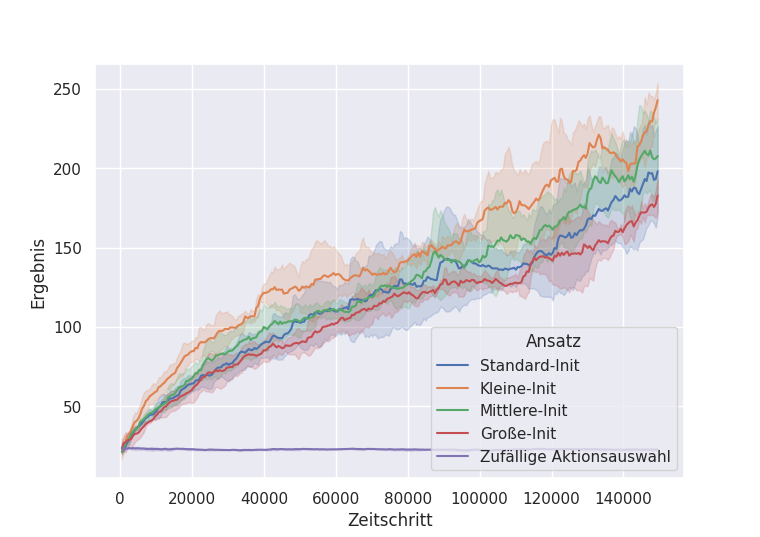 250
200
150
100
50
Ergebnis
Ansatz
Standard-Init
Kleine-Init
Mittlere-Init
Große-Init
Zufällige Aktionsauswahl
0 20000 40000 60000 80000 100000 120000 140000
Zeitschritt